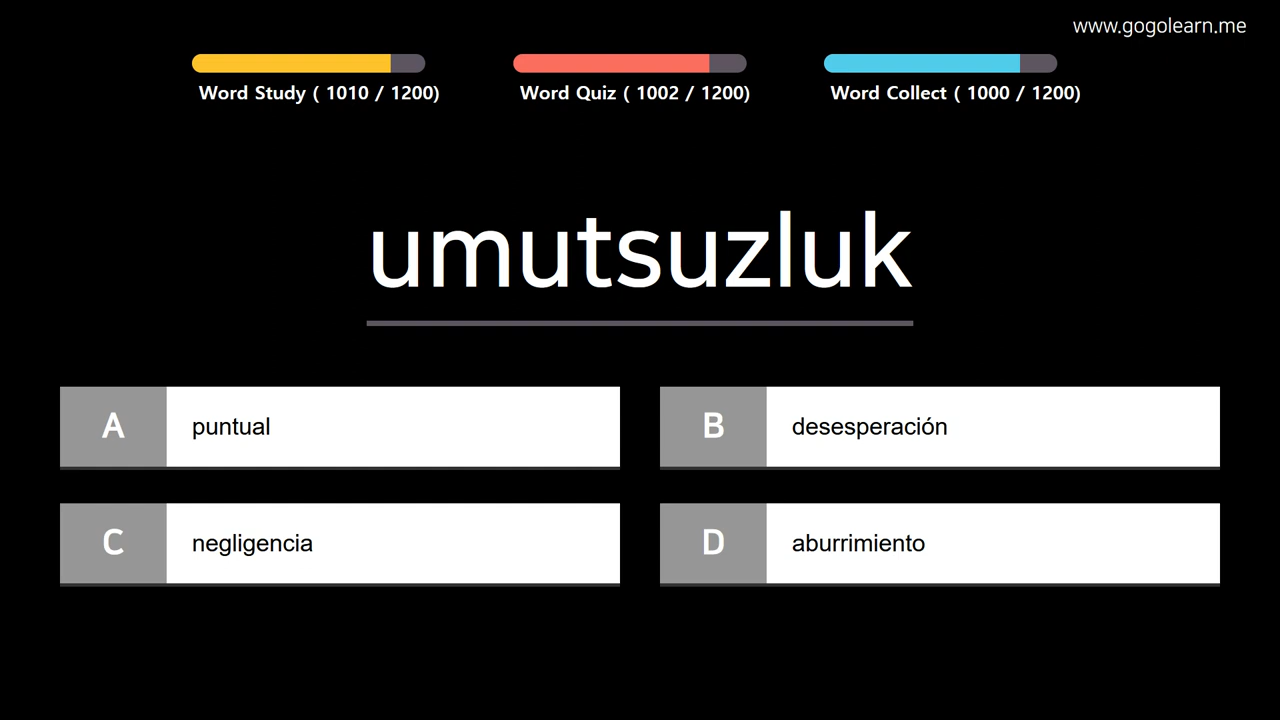 www.gogolearn.me
Word Study ( 1010 / 1200)
Word Quiz ( 1002 / 1200)
Word Collect ( 1000 / 1200)
umutsuzluk
A puntual
B desesperación
C negligencia
D aburrimiento